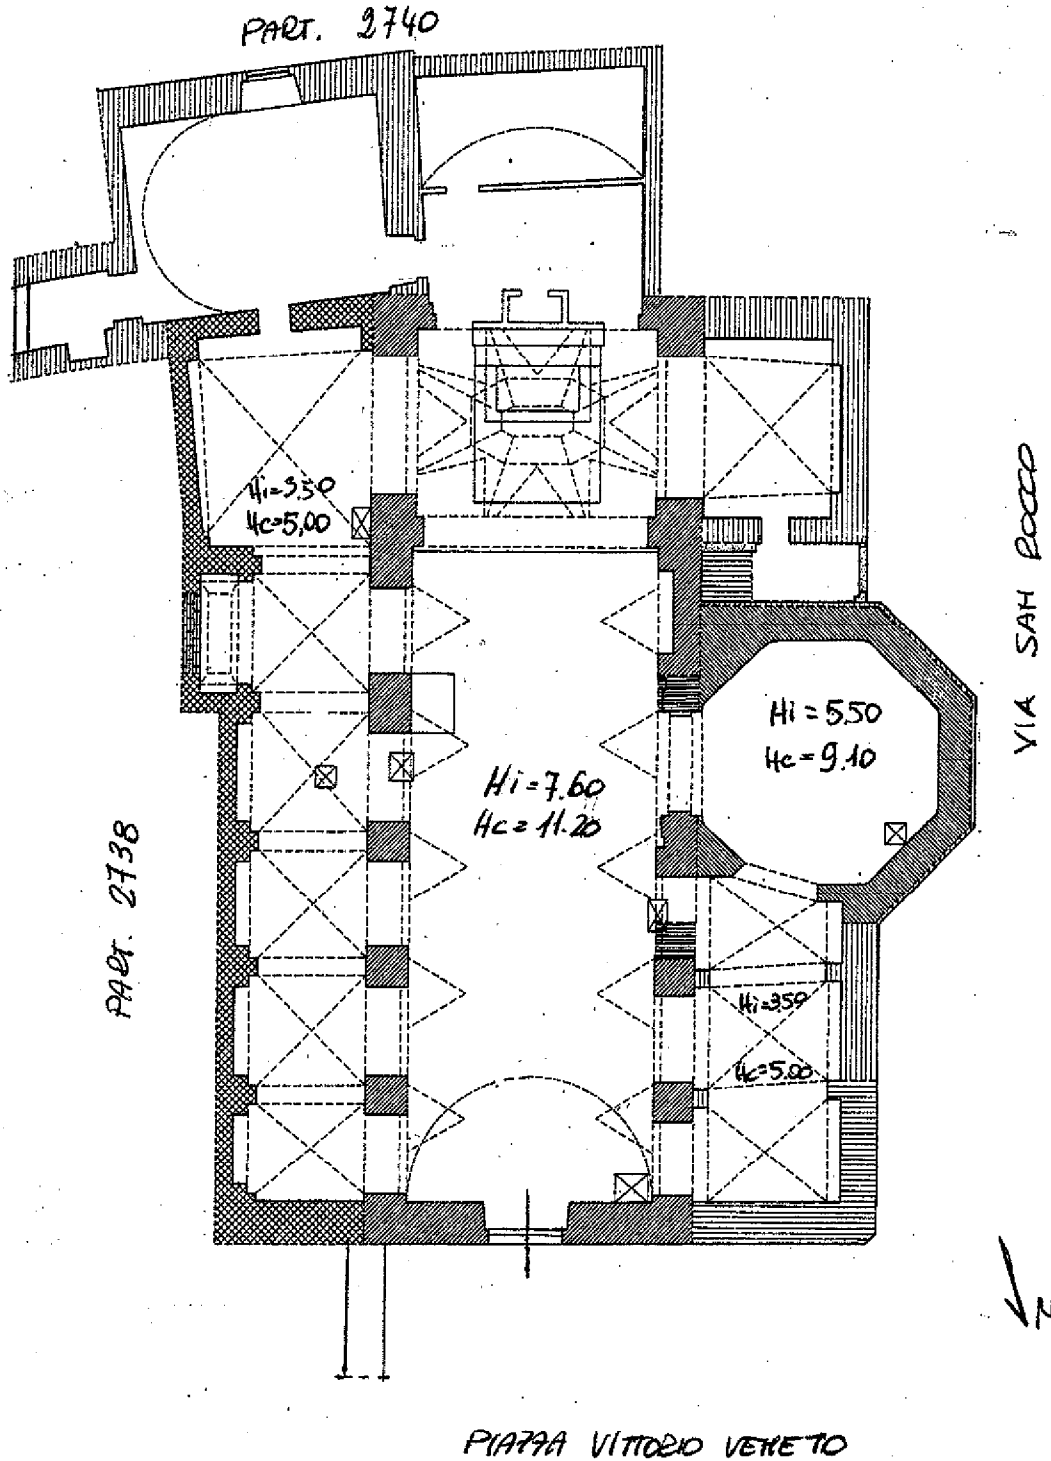 PART. 2740
Hi=3.50
Hc=5,00
VIA SAN ROCCO
Hi=5.50
Hc=9.10
Hi=7.60
Hc=11.20
PART. 2738
Hi=3.50
Hc=5.00
N
PIAZZA VITTORIO VENETO